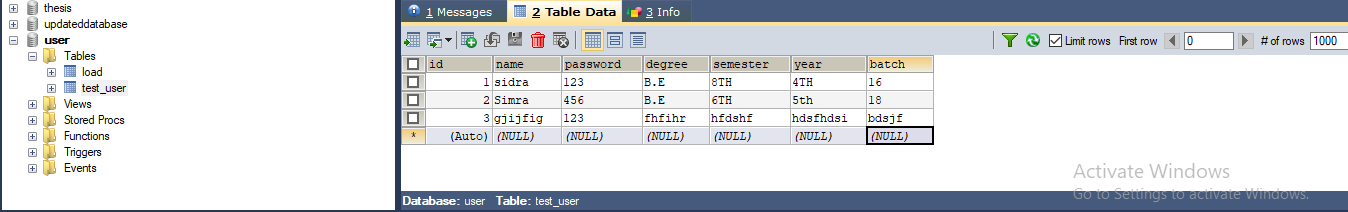 thesis
updateddatabase
user
Tables
load
test_user
Views
Stored Procs
Functions
Triggers
Events
1 Messages 2 Table Data 3 Info
Limit rows First row 0 # of rows 1000
id name password degree semester year batch
1 sidra 123 B.E 8TH 4TH 16
2 Simra 456 B.E 6TH 5th 18
3 gjijfig 123 fhfihr hfdshf hdsfhdsi bdsjf
* (Auto) (NULL) (NULL) (NULL) (NULL) (NULL) (NULL)
Activate Windows
Go to Settings to activate Windows.
Database: user Table: test_user